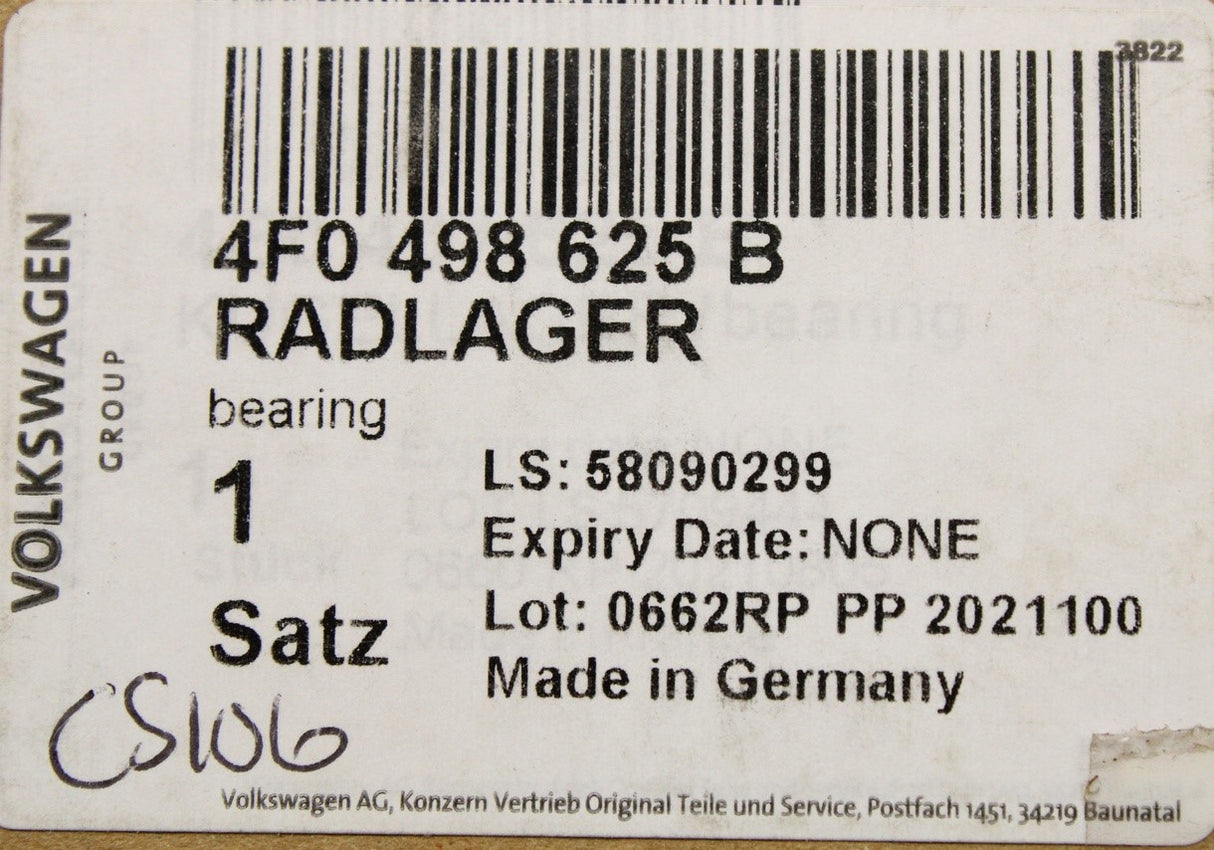 3822
4F0 498 625 B
RADLAGER
bearing
1
Satz
LS: 58090299
Expiry Date: NONE
Lot: 0662RP PP 2021100
Made in Germany
VOLKSWAGEN
GROUP
CS106
Volkswagen AG, Konzern Vertrieb Original Teile und Service, Postfach 1451, 34219 Baunatal